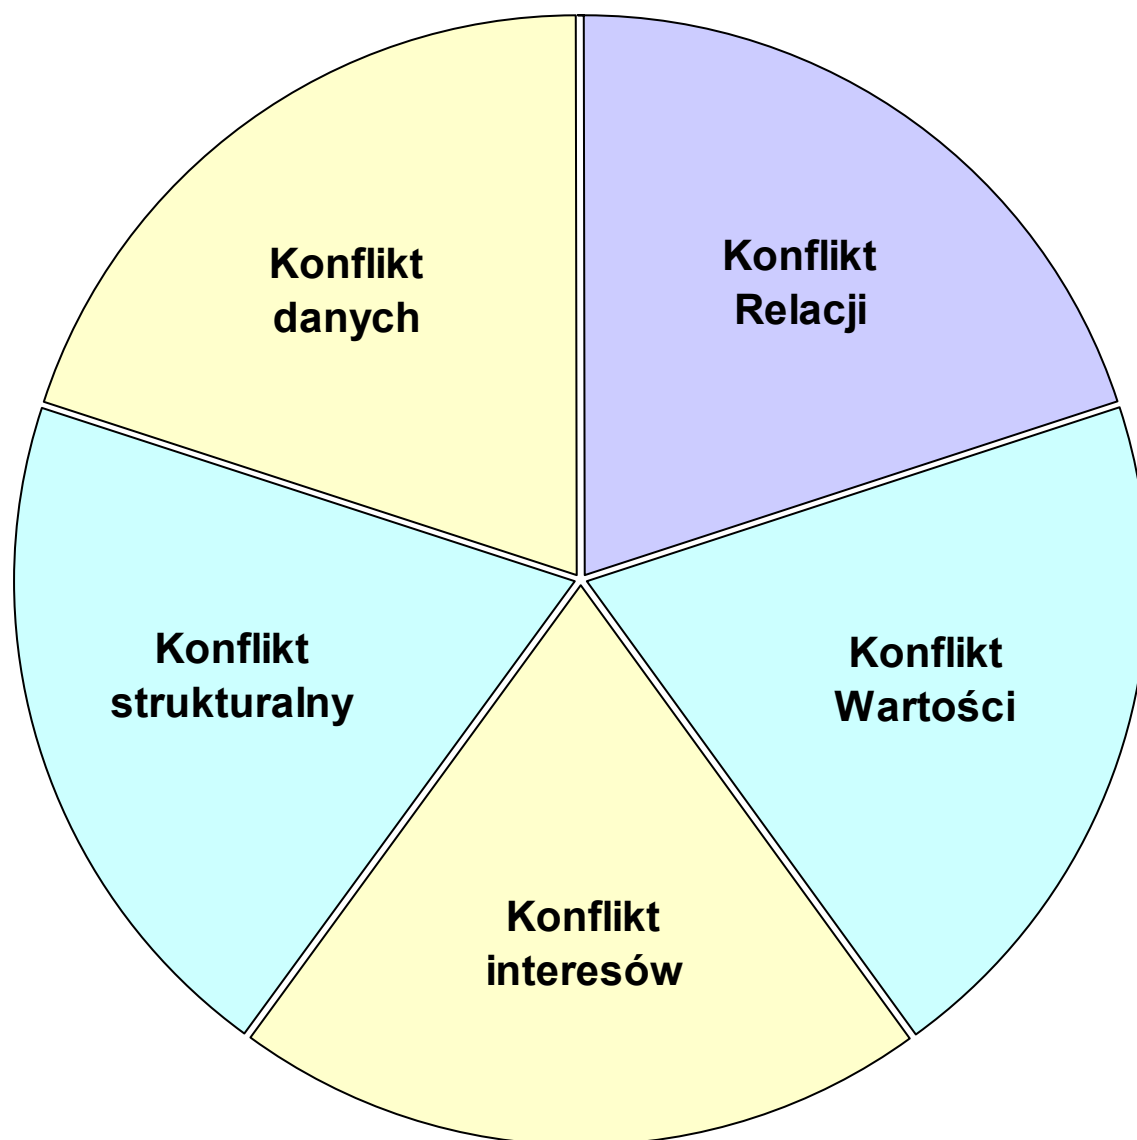 Konflikt
danych
Konflikt
Relacji
Konflikt
strukturalny
Konflikt
Wartości
Konflikt
interesów